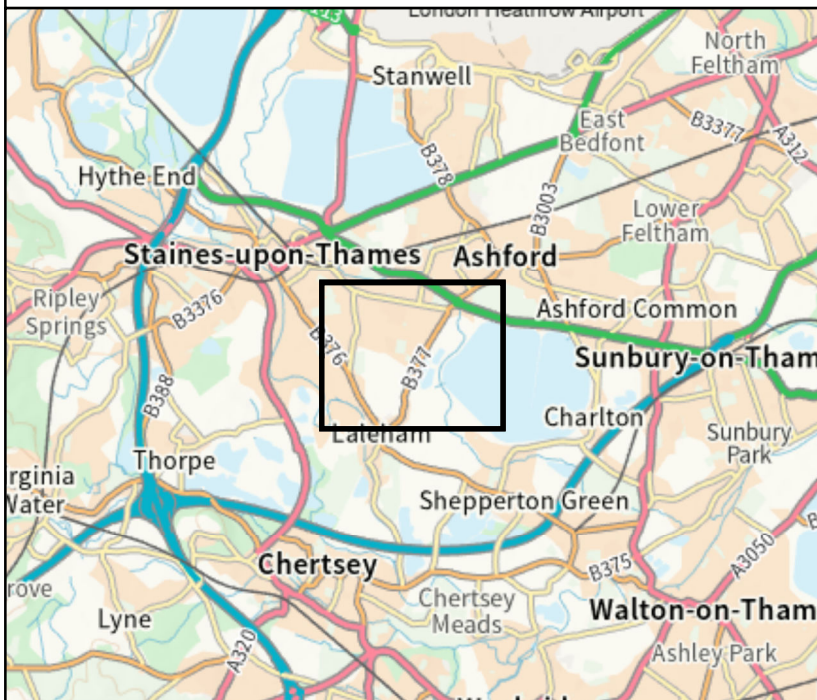 London Heathrow Airport
Stanwell
North
Feltham
East
Bedfont
B3377
A312
Hythe End
B378
B3003
Lower
Feltham
Staines-upon-Thames
Ashford
Ripley
Springs
B3376
B376
Ashford Common
B377
Sunbury-on-Tham
B388
Charlton
Laleham
Sunbury
Park
Thorpe
rginia
Water
Shepperton Green
Chertsey
B375
A3050
rove
Chertsey
Meads
Lyne
Walton-on-Tham
A320
Ashley Park